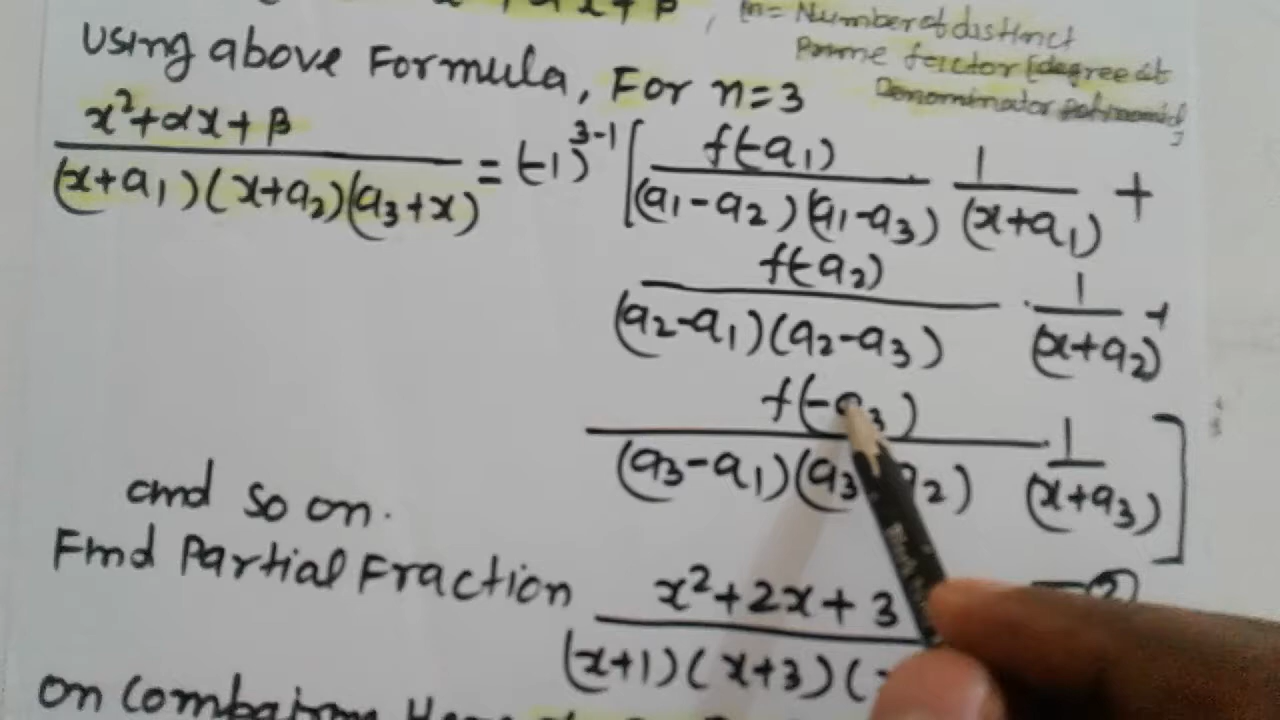 x + β, (n = Number of distinct
Using above Formula, For n=3 Prime factor (degree of
Denominator polynomial)
x²+αx+β / (x+a₁)(x+a₂)(a₃+x) = (-1)³⁻¹ [ f(-a₁) / (a₁-a₂)(a₁-a₃) 1/(x+a₁) +
f(-a₂) / (a₂-a₁)(a₂-a₃) · 1/(x+a₂) +
f(-a₃) / (a₃-a₁)(a₃ a₂) · 1/(x+a₃) ]
and so on.
Find Partial Fraction x²+2x+3 / (x+1)(x+3)(
on